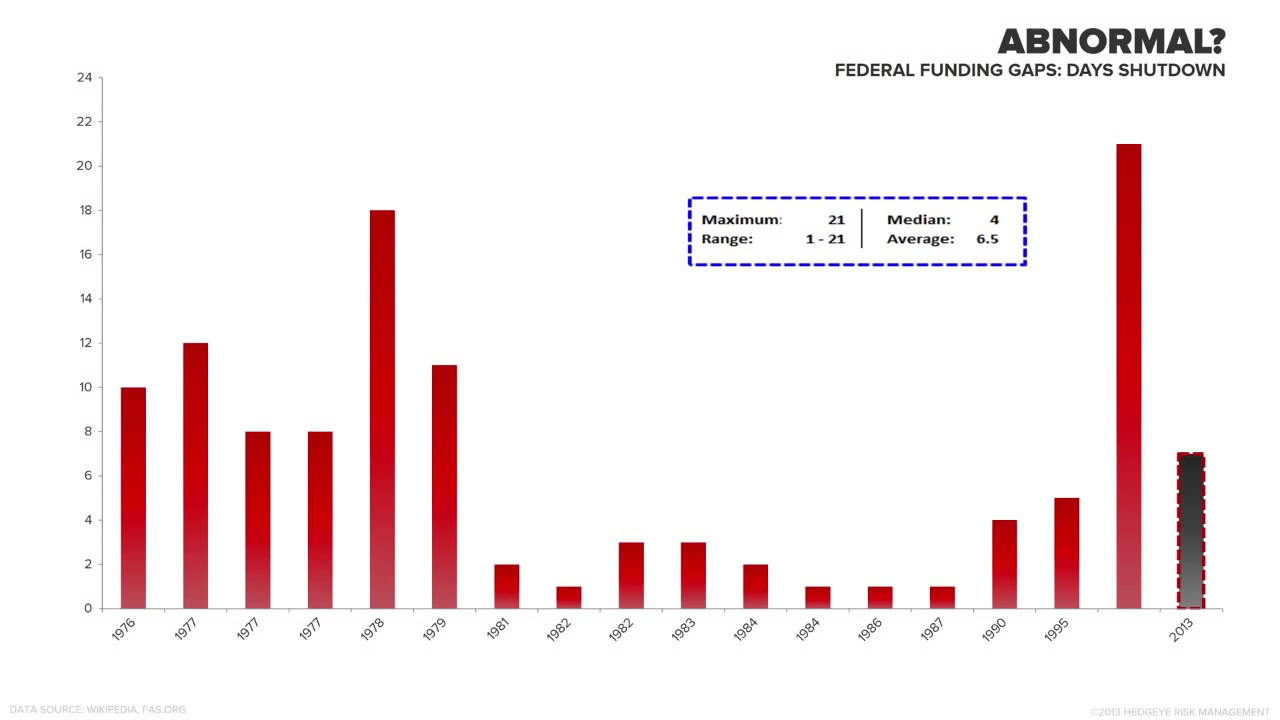 ABNORMAL?
FEDERAL FUNDING GAPS: DAYS SHUTDOWN
24
22
20
18
16
14
12
10
8
6
4
2
0
Maximum: 21 Median: 4
Range: 1 - 21 Average: 6.5
1976 1977 1977 1977 1978 1979 1981 1982 1982 1983 1984 1984 1986 1987 1990 1995 2013
DATA SOURCE: WIKIPEDIA, FAS.ORG
©2013 HEDGEYE RISK MANAGEMENT